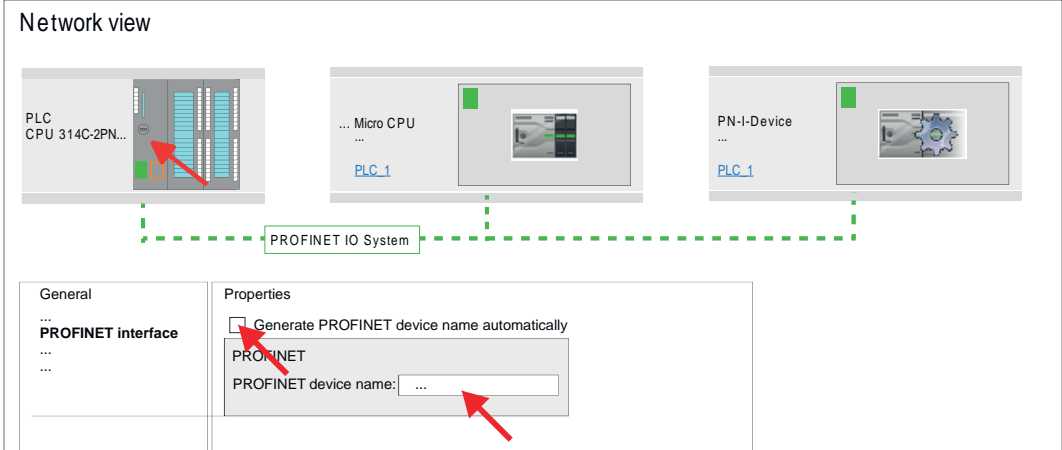 Network view
PLC
CPU 314C-2PN...
... Micro CPU
...
PLC_1
PN-I-Device
...
PLC_1
PROFINET IO System
General
...
PROFINET interface
...
...
Properties
Generate PROFINET device name automatically
PROFINET
PROFINET device name:
...